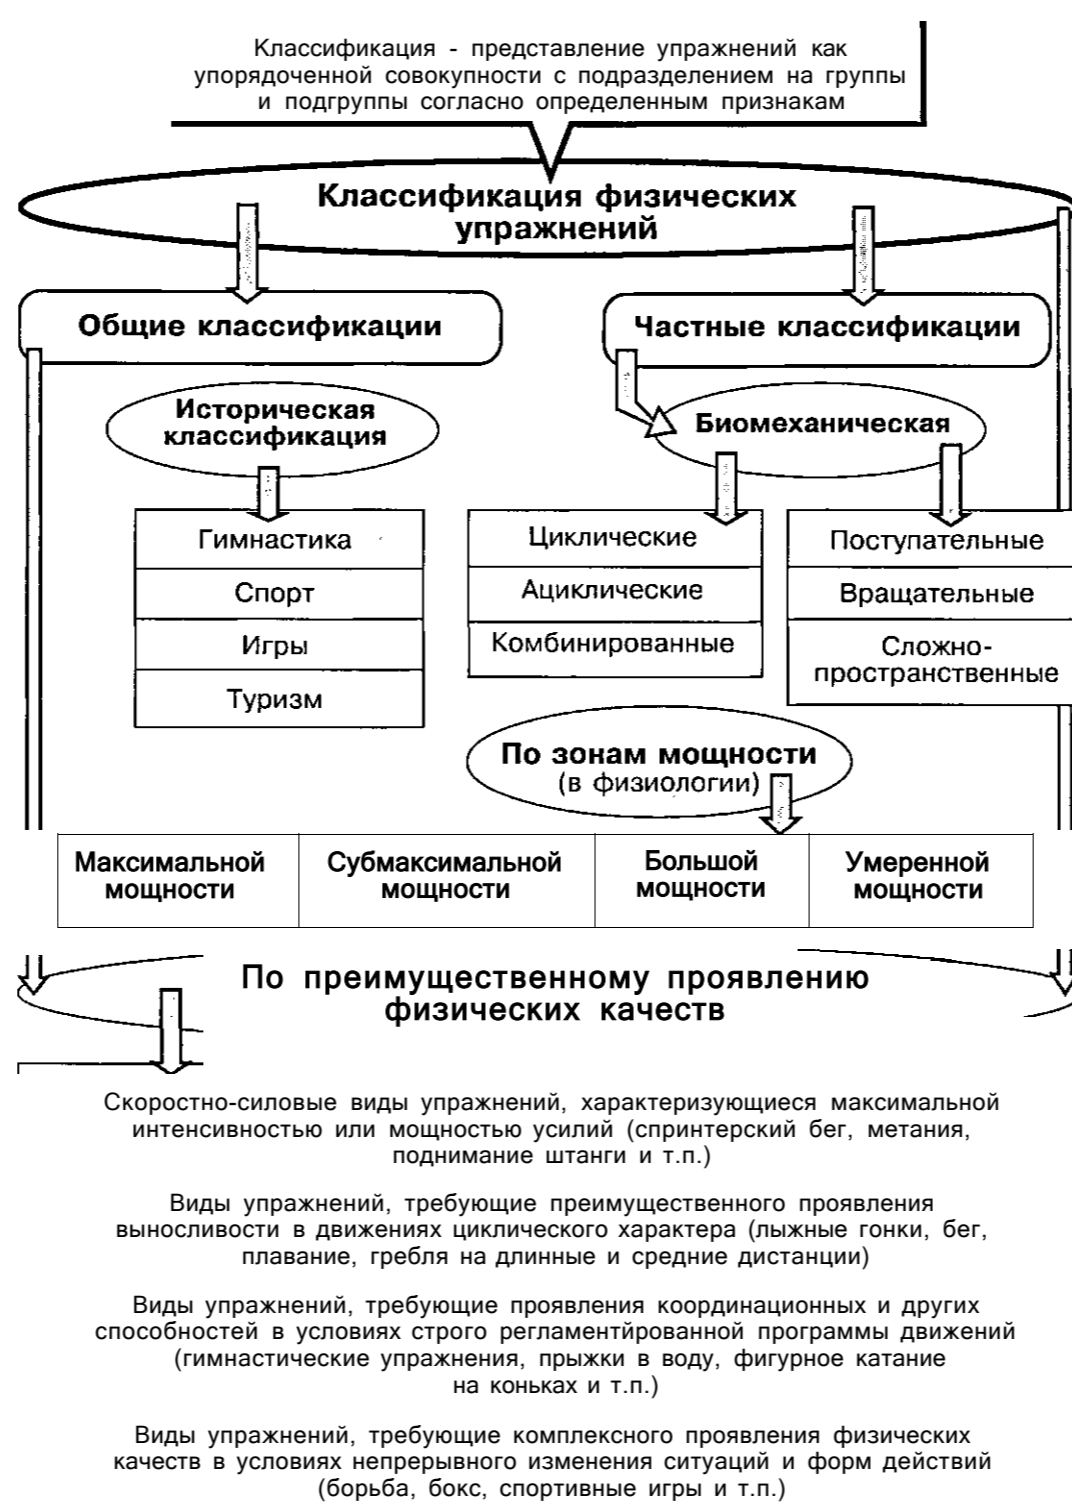 Классификация - представление упражнений как
упорядоченной совокупности с подразделением на группы
и подгруппы согласно определенным признакам
Классификация физических
упражнений
Общие классификации
Частные классификации
Историческая
классификация
Биомеханическая
Гимнастика
Спорт
Игры
Туризм
Циклические
Ациклические
Комбинированные
Поступательные
Вращательные
Сложно-
пространственные
По зонам мощности
(в физиологии)
Максимальной
мощности
Субмаксимальной
мощности
Большой
мощности
Умеренной
мощности
По преимущественному проявлению
физических качеств
Скоростно-силовые виды упражнений, характеризующиеся максимальной
интенсивностью или мощностью усилий (спринтерский бег, метания,
поднимание штанги и т.п.)
Виды упражнений, требующие преимущественного проявления
выносливости в движениях циклического характера (лыжные гонки, бег,
плавание, гребля на длинные и средние дистанции)
Виды упражнений, требующие проявления координационных и других
способностей в условиях строго регламентѝрованной программы движений
(гимнастические упражнения, прыжки в воду, фигурное катание
на коньках и т.п.)
Виды упражнений, требующие комплексного проявления физических
качеств в условиях непрерывного изменения ситуаций и форм действий
(борьба, бокс, спортивные игры и т.п.)